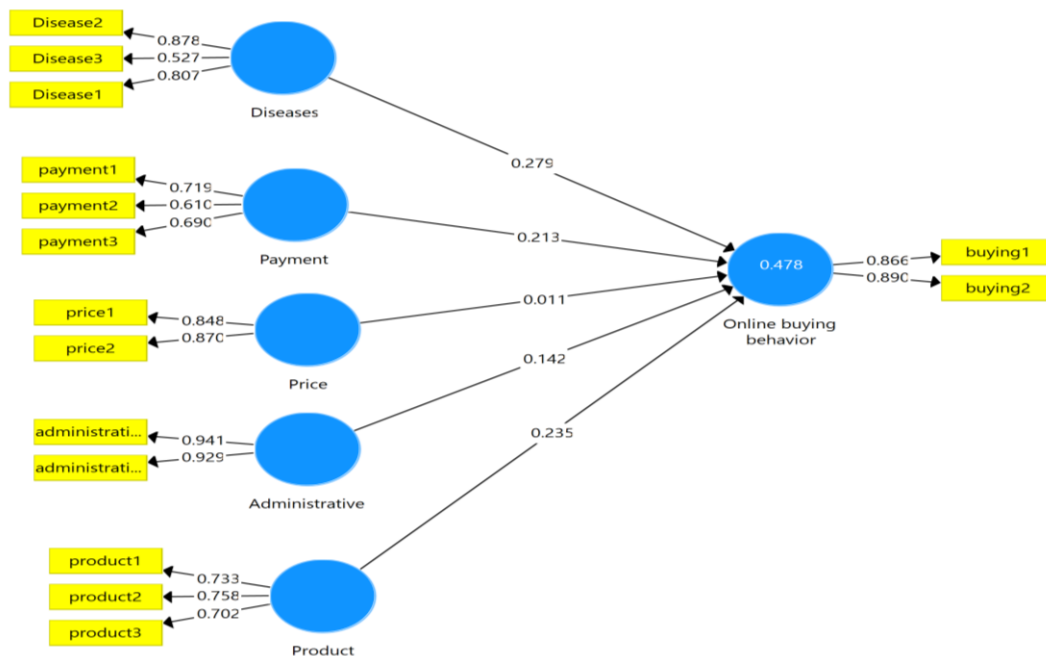 Disease2
0.878
Disease3
0.527
Disease1
0.807
Diseases
0.279
payment1
0.719
payment2
0.610
payment3
0.690
Payment
0.213
0.478
buying1
0.866
buying2
0.890
Online buying
behavior
price1
0.848
price2
0.870
Price
0.011
administrati...
0.941
administrati...
0.929
Administrative
0.142
product1
0.733
product2
0.758
product3
0.702
Product
0.235